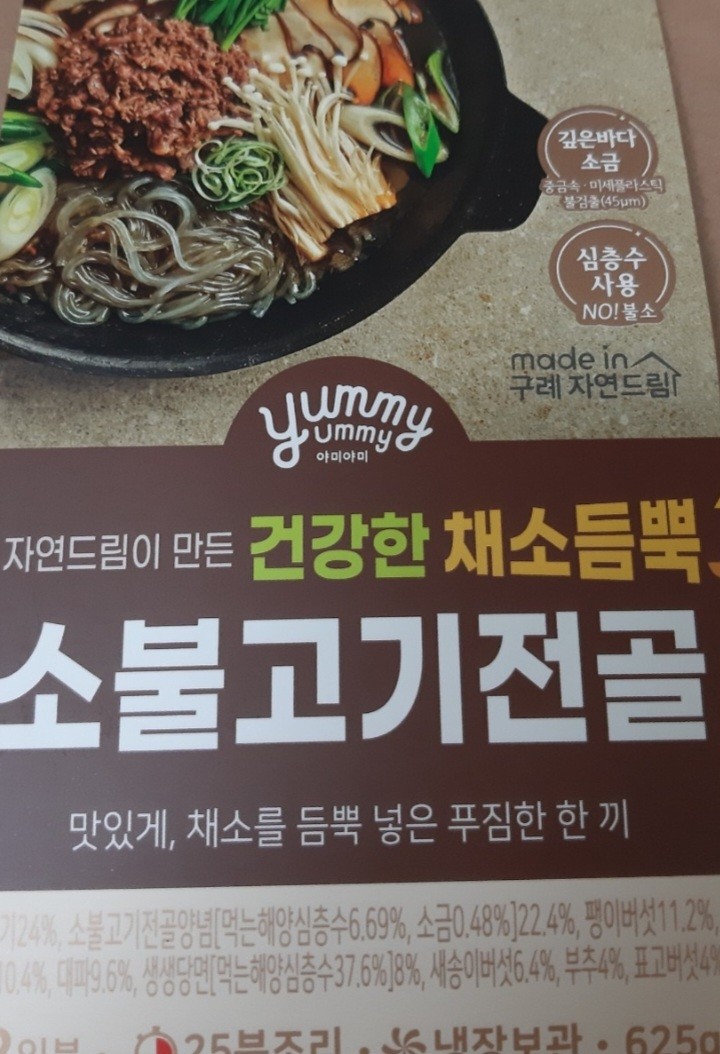 깊은바다
소금
중금속·미세플라스틱
불검출(45μm)
심층수
사용
NO! 불소
made in
구례 자연드림
yummy
ummy
야미야미
자연드림이 만든 건강한 채소듬뿍
소불고기전골
맛있게, 채소를 듬뿍 넣은 푸짐한 한 끼
기24%, 소불고기전골양념[먹는해양심층수6.69%, 소금0.48%]22.4%, 팽이버섯11.2%,
0.4%, 대파9.6%, 생생당면[먹는해양심층수37.6%]8%, 새송이버섯6.4%, 부추4%, 표고버섯4%
인분 · 25분조리 · 냉장보관 · 625g